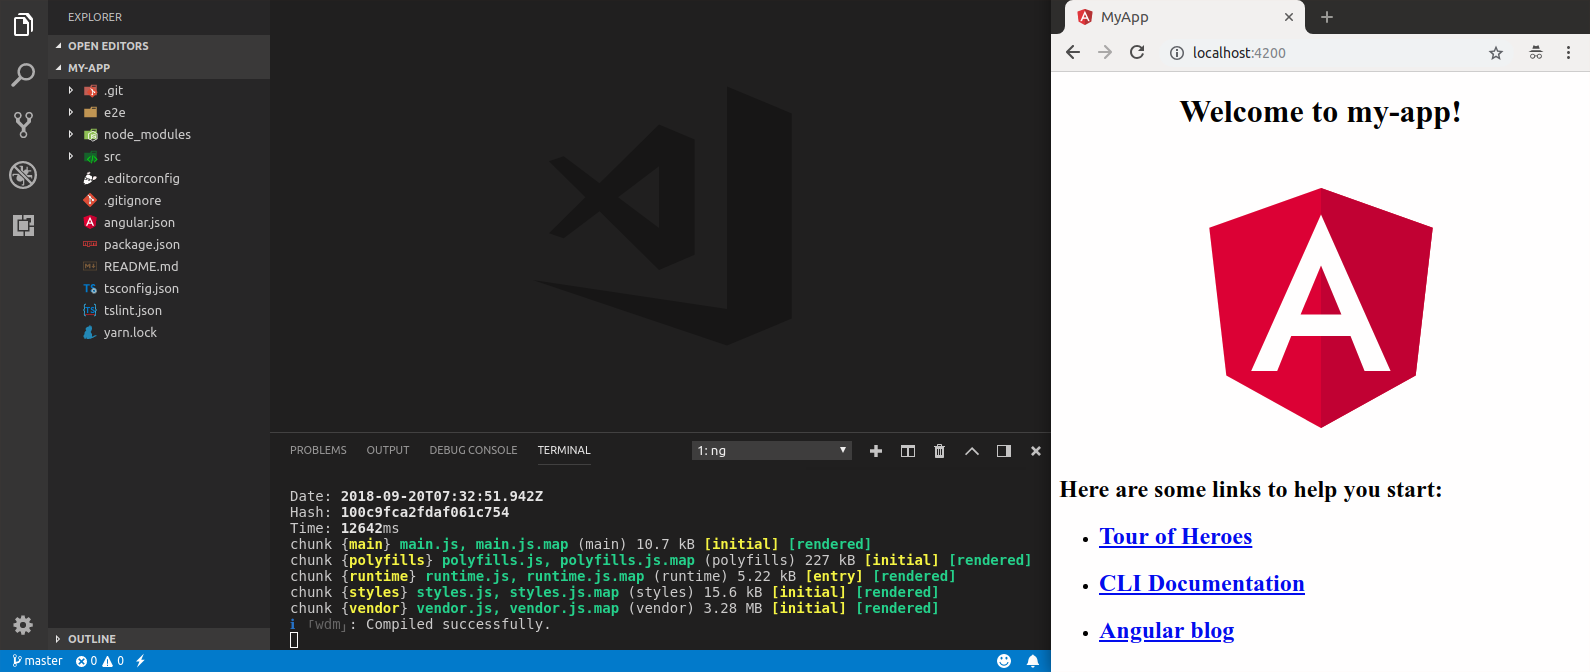 EXPLORER
OPEN EDITORS
MY-APP
.git
e2e
node_modules
src
.editorconfig
.gitignore
angular.json
package.json
README.md
tsconfig.json
tslint.json
yarn.lock
OUTLINE
PROBLEMS OUTPUT DEBUG CONSOLE TERMINAL 1: ng
Date: 2018-09-20T07:32:51.942Z
Hash: 100c9fca2fdaf061c754
Time: 12642ms
chunk {main} main.js, main.js.map (main) 10.7 kB [initial] [rendered]
chunk {polyfills} polyfills.js, polyfills.js.map (polyfills) 227 kB [initial] [rendered]
chunk {runtime} runtime.js, runtime.js.map (runtime) 5.22 kB [entry] [rendered]
chunk {styles} styles.js, styles.js.map (styles) 15.6 kB [initial] [rendered]
chunk {vendor} vendor.js, vendor.js.map (vendor) 3.28 MB [initial] [rendered]
ℹ ｢wdm｣: Compiled successfully.
master 0 0
MyApp
localhost:4200
Welcome to my-app!
A
Here are some links to help you start:
Tour of Heroes
CLI Documentation
Angular blog